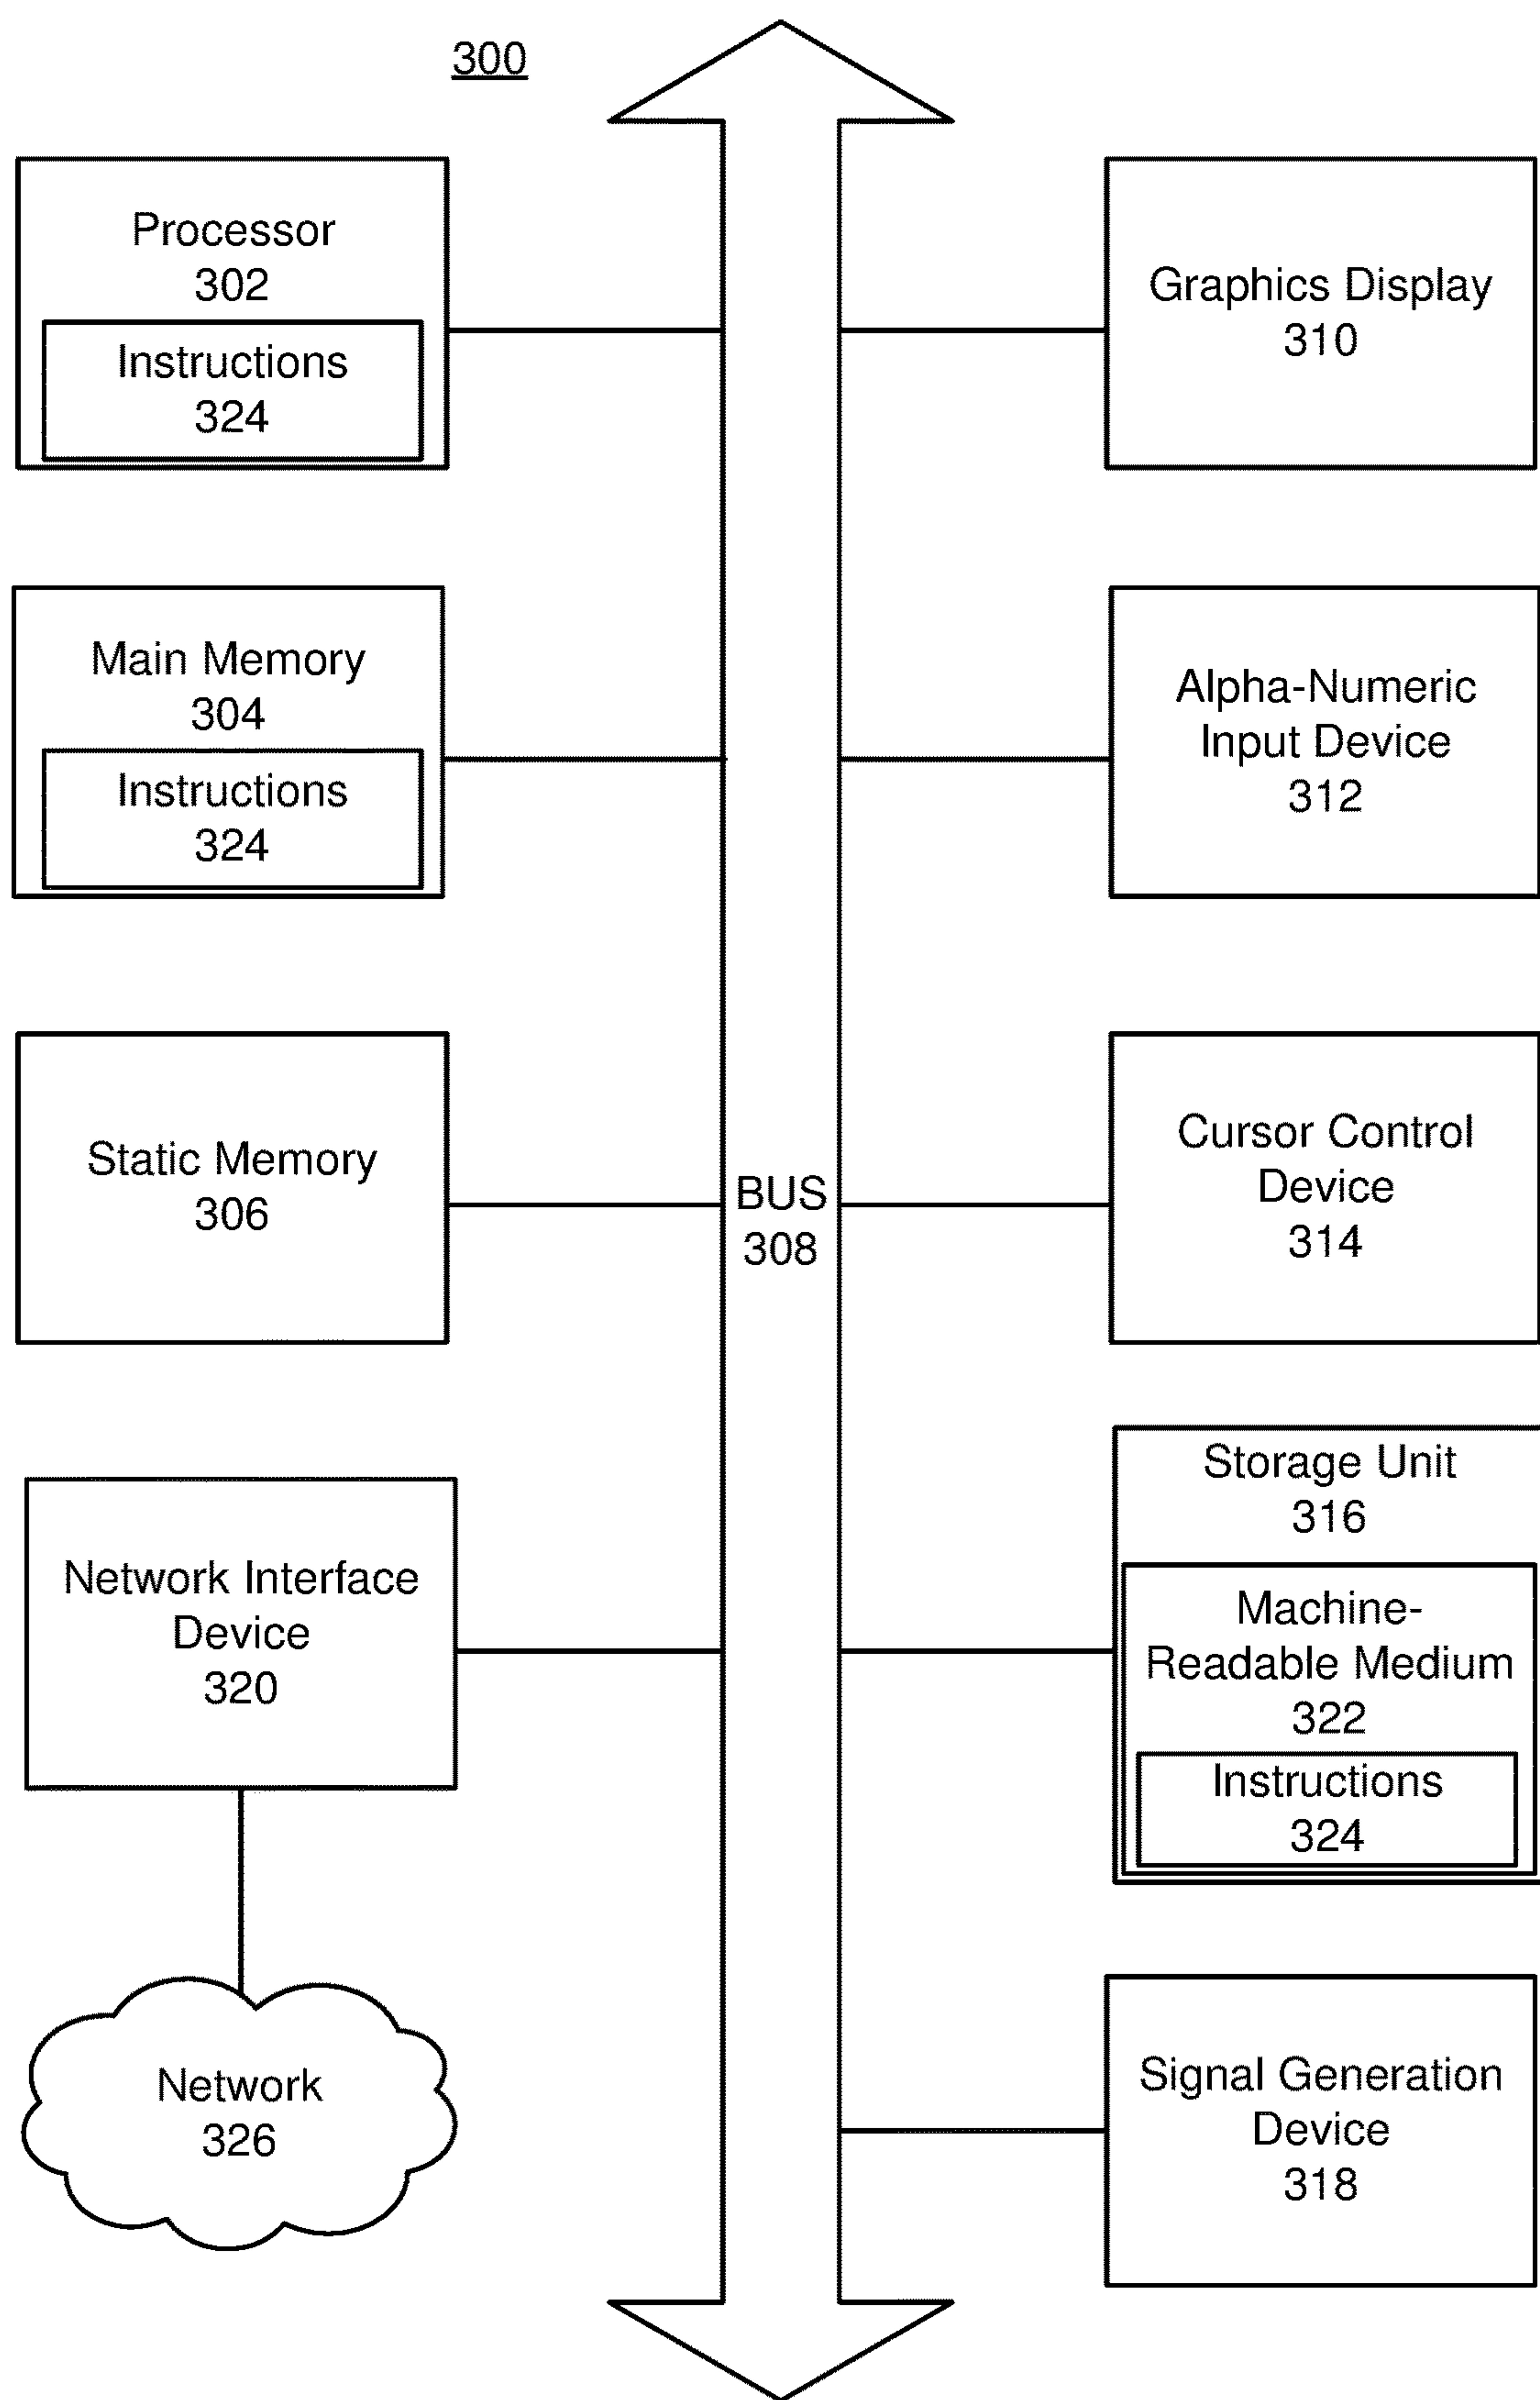 300
Processor
302
Instructions
324
Graphics Display
310
Main Memory
304
Instructions
324
Alpha-Numeric
Input Device
312
Static Memory
306
BUS
308
Cursor Control
Device
314
Network Interface
Device
320
Storage Unit
316
Machine-
Readable Medium
322
Instructions
324
Network
326
Signal Generation
Device
318